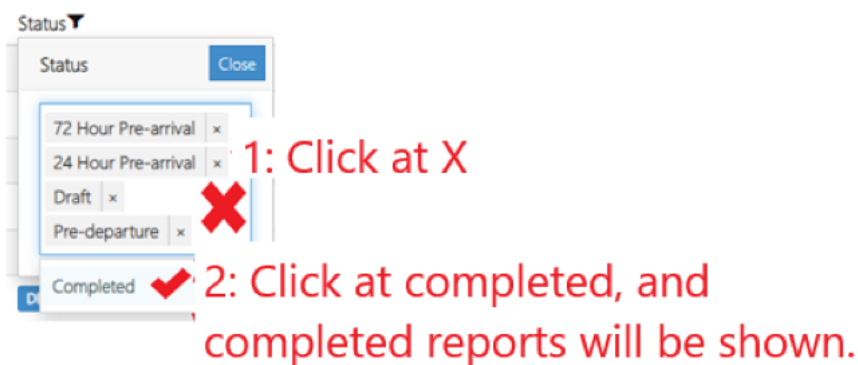 Status
Status Close
72 Hour Pre-arrival ×
24 Hour Pre-arrival ×
1: Click at X
Draft ×
Pre-departure ×
Completed
2: Click at completed, and
completed reports will be shown.